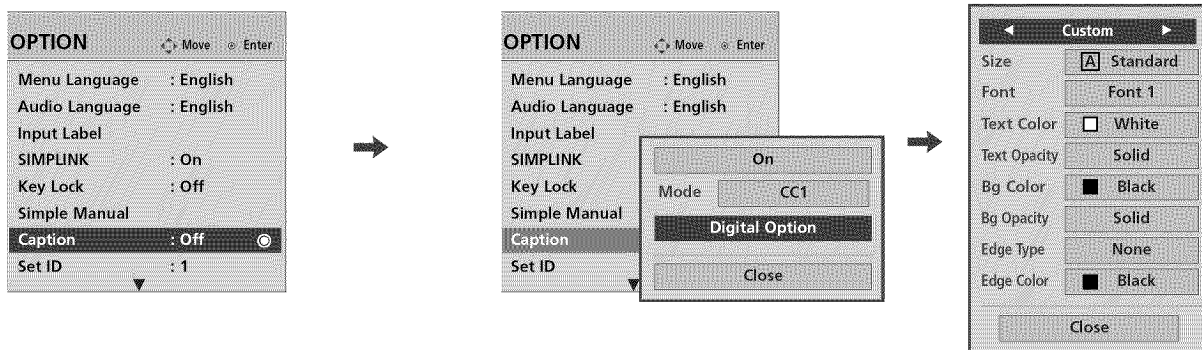 OPTION Move Enter
Menu Language : English
Audio Language : English
Input Label
SIMPLINK : On
Key Lock : Off
Simple Manual
Caption : Off
Set ID : 1
OPTION Move Enter
Menu Language : English
Audio Language : English
Input Label
SIMPLINK
Key Lock
Simple Manual
Caption
Set ID
On
Mode CC1
Digital Option
Close
Custom
Size A Standard
Font Font 1
Text Color White
Text Opacity Solid
Bg Color Black
Bg Opacity Solid
Edge Type None
Edge Color Black
Close